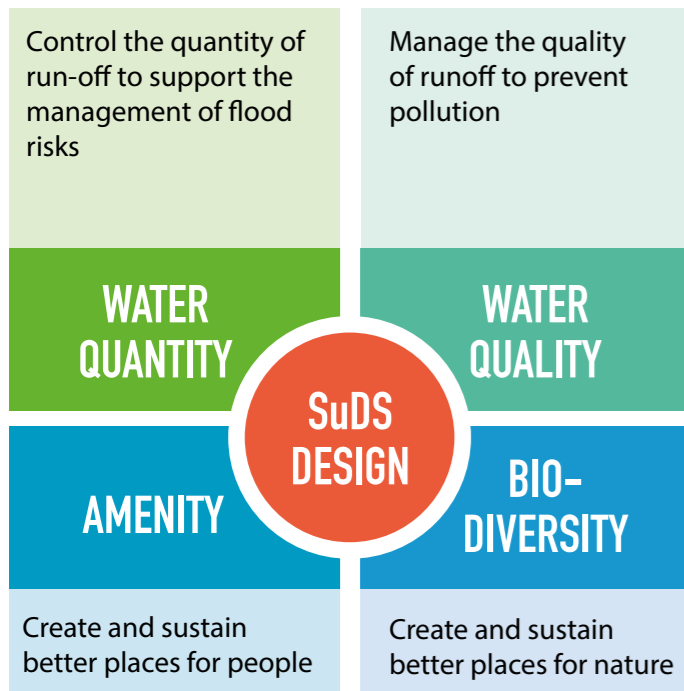 Control the quantity of
run-off to support the
management of flood
risks
Manage the quality
of runoff to prevent
pollution
WATER
QUANTITY
WATER
QUALITY
SuDS
DESIGN
AMENITY
BIO-
DIVERSITY
Create and sustain
better places for people
Create and sustain
better places for nature